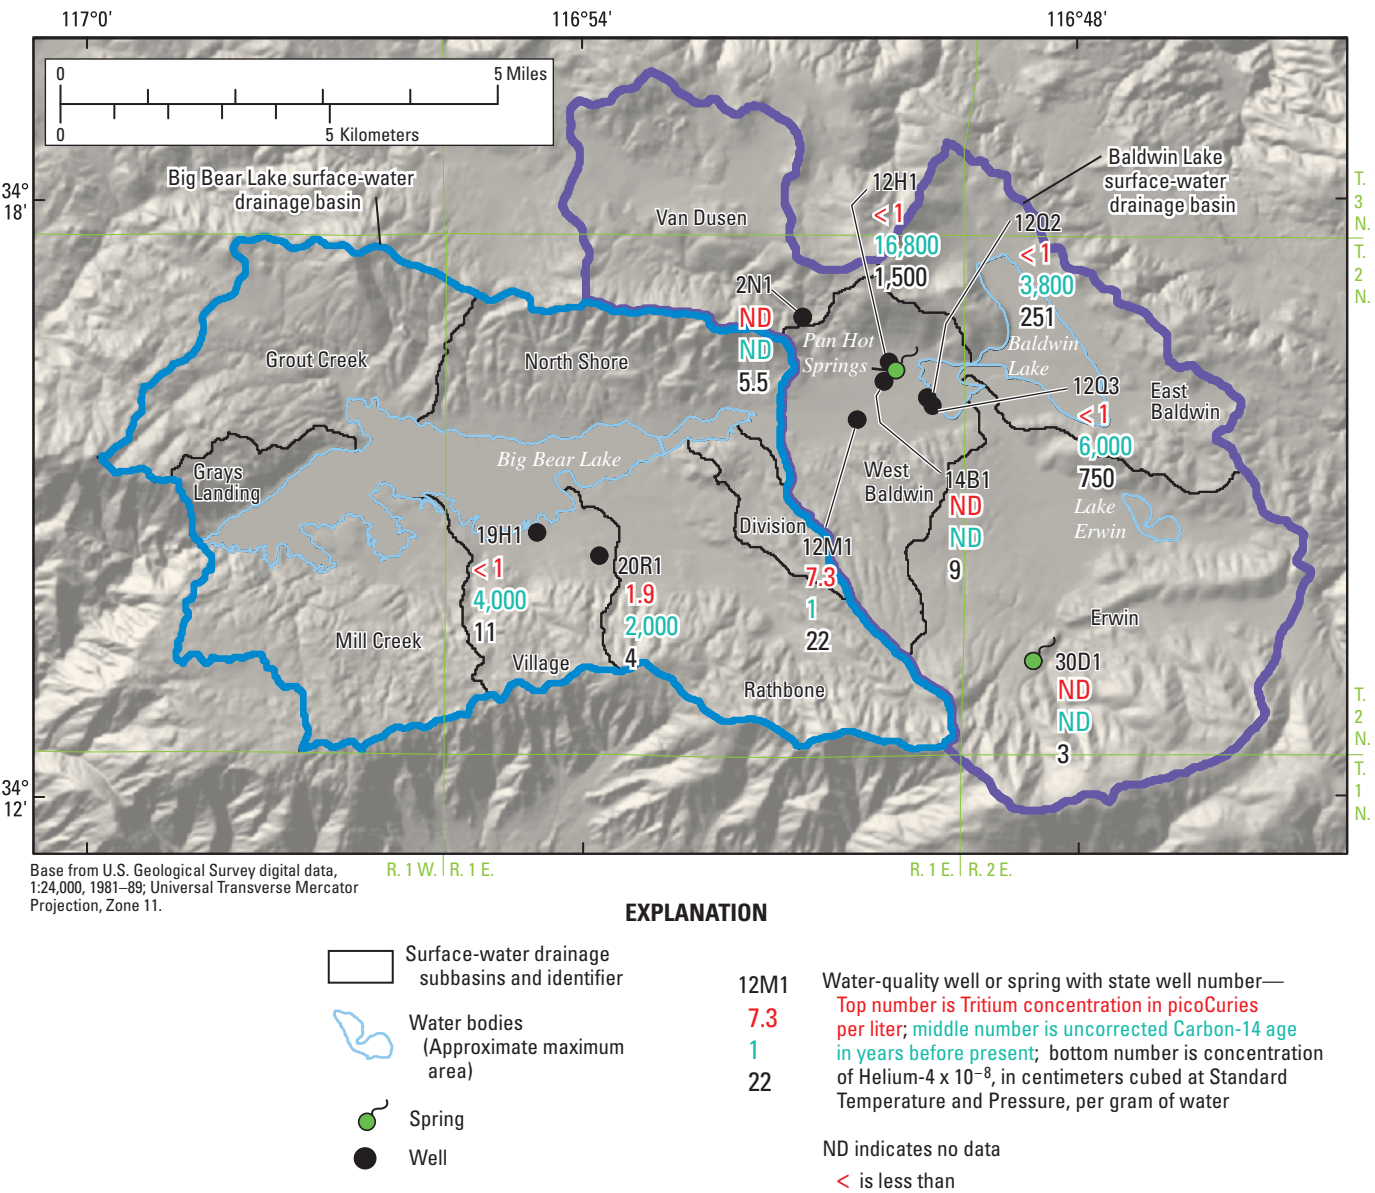 117°0'
116°54'
116°48'
0
5 Miles
0
5 Kilometers
34°
18'
34°
12'
T.
3
N.
T.
2
N.
T.
2
N.
T.
1
N.
Big Bear Lake surface-water
drainage basin
Baldwin Lake
surface-water
drainage basin
Van Dusen
12H1
< 1
16,800
1,500
12Q2
< 1
3,800
251
2N1
ND
ND
5.5
Pan Hot
Springs
Baldwin
Lake
Grout Creek
North Shore
12Q3
< 1
6,000
750
East
Baldwin
Grays
Landing
Big Bear Lake
West
Baldwin
14B1
ND
ND
9
Lake
Erwin
Division
12M1
7.3
1
22
19H1
< 1
4,000
11
20R1
1.9
2,000
4
Mill Creek
Village
Rathbone
Erwin
30D1
ND
ND
3
R. 1 W.
R. 1 E.
R. 1 E.
R. 2 E.
Base from U.S. Geological Survey digital data,
1:24,000, 1981–89; Universal Transverse Mercator
Projection, Zone 11.
EXPLANATION
Surface-water drainage
subbasins and identifier
Water bodies
(Approximate maximum
area)
Spring
Well
12M1
7.3
1
22
Water-quality well or spring with state well number—
Top number is Tritium concentration in picoCuries
per liter; middle number is uncorrected Carbon-14 age
in years before present; bottom number is concentration
of Helium-4 x 10⁻⁸, in centimeters cubed at Standard
Temperature and Pressure, per gram of water
ND indicates no data
< is less than